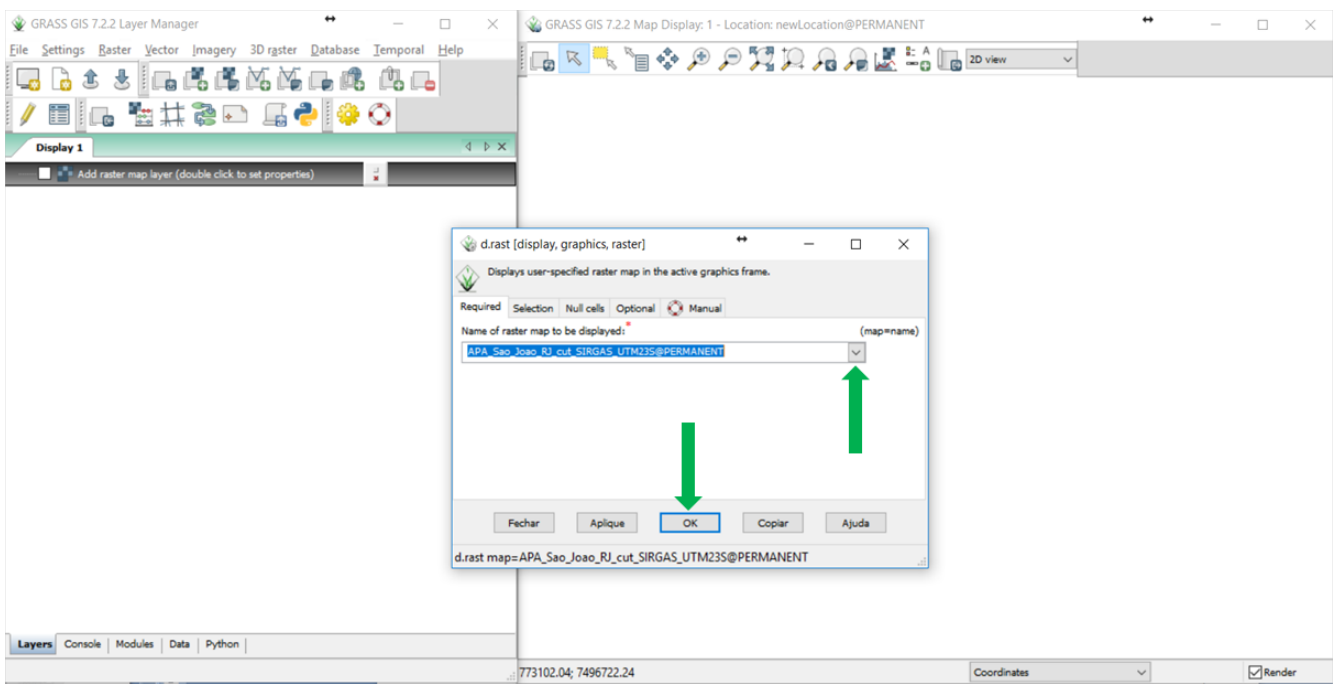 GRASS GIS 7.2.2 Layer Manager
File Settings Raster Vector Imagery 3D raster Database Temporal Help
Display 1
Add raster map layer (double click to set properties)
Layers Console Modules Data Python
GRASS GIS 7.2.2 Map Display: 1 - Location: newLocation@PERMANENT
2D view
d.rast [display, graphics, raster]
Displays user-specified raster map in the active graphics frame.
Required Selection Null cells Optional Manual
Name of raster map to be displayed:* (map=name)
APA_Sao_Joao_RJ_cut_SIRGAS_UTM23S@PERMANENT
Fechar Aplique OK Copiar Ajuda
d.rast map=APA_Sao_Joao_RJ_cut_SIRGAS_UTM23S@PERMANENT
773102.04; 7496722.24 Coordinates Render